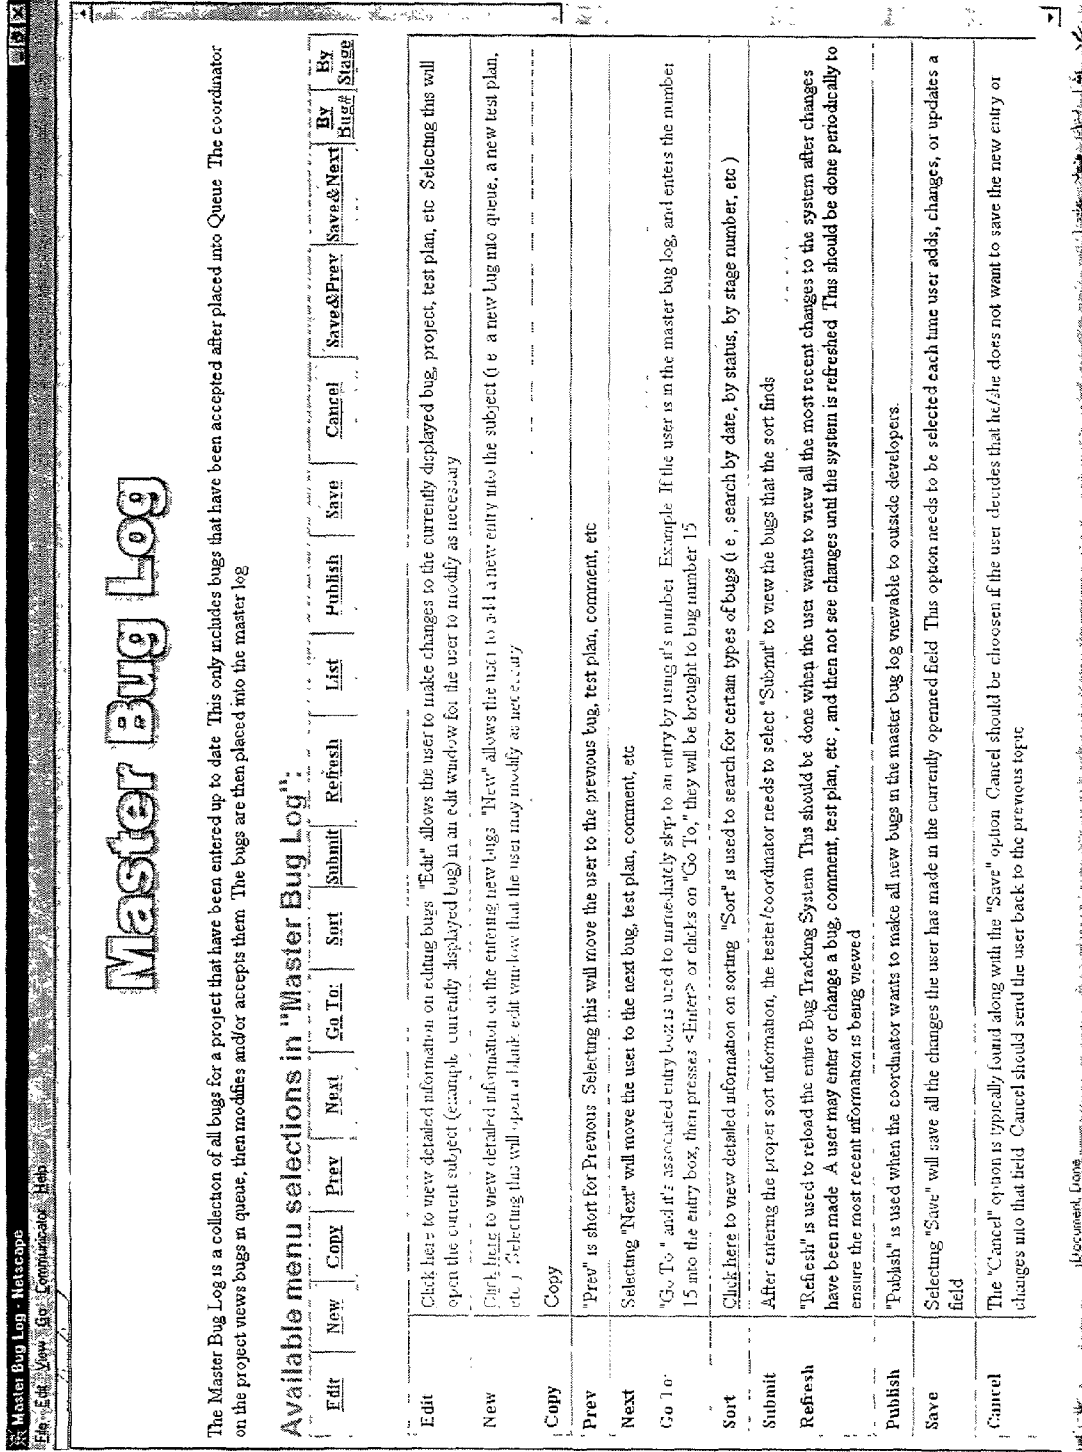 Master Bug Log - Netscape
File Edit View Go Communicator Help
Master Bug Log
The Master Bug Log is a collection of all bugs for a project that have been entered up to date This only includes bugs that have been accepted after placed into Queue The coordinator
on the project views bugs in queue, then modifies and/or accepts them The bugs are then placed into the master log
Available menu selections in "Master Bug Log":
Edit New Copy Prev Next Go To: Sort Submit Refresh List Publish Save Cancel Save&Prev Save&Next By Bug# By Stage
Edit Click here to view detailed information on editing bugs "Edit" allows the user to make changes to the currently displayed bug, project, test plan, etc Selecting this will
open the current subject (example currently displayed bug) in an edit window for the user to modify as necessary
New Click here to view detailed information on the entering new bugs "New" allows the user to add a new entry into the subject (i e a new bug into queue, a new test plan,
etc ) Selecting this will open a blank edit window that the user may modify as necessary
Copy Copy
Prev "Prev" is short for Previous Selecting this will move the user to the previous bug, test plan, comment, etc
Next Selecting "Next" will move the user to the next bug, test plan, comment, etc
Go To: "Go To " and it's associated entry box is used to immediately skip to an entry by using it's number Example If the user is in the master bug log, and enters the number
15 into the entry box, then presses <Enter> or clicks on "Go To," they will be brought to bug number 15
Sort Click here to view detailed information on sorting "Sort" is used to search for certain types of bugs (i e , search by date, by status, by stage number, etc )
Submit After entering the proper sort information, the tester/coordinator needs to select "Submit" to view the bugs that the sort finds
Refresh "Refresh" is used to reload the entire Bug Tracking System This should be done when the user wants to view all the most recent changes to the system after changes
have been made A user may enter or change a bug, comment, test plan, etc , and then not see changes until the system is refreshed This should be done periodically to
ensure the most recent information is being viewed
Publish "Publish" is used when the coordinator wants to make all new bugs in the master bug log viewable to outside developers.
Save Selecting "Save" will save all the changes the user has made in the currently openned field This option needs to be selected each time user adds, changes, or updates a
field
Cancel The "Cancel" option is typically found along with the "Save" option Cancel should be choosen if the user decides that he/she does not want to save the new entry or
changes into that field Cancel should send the user back to the previous topic
Document Done